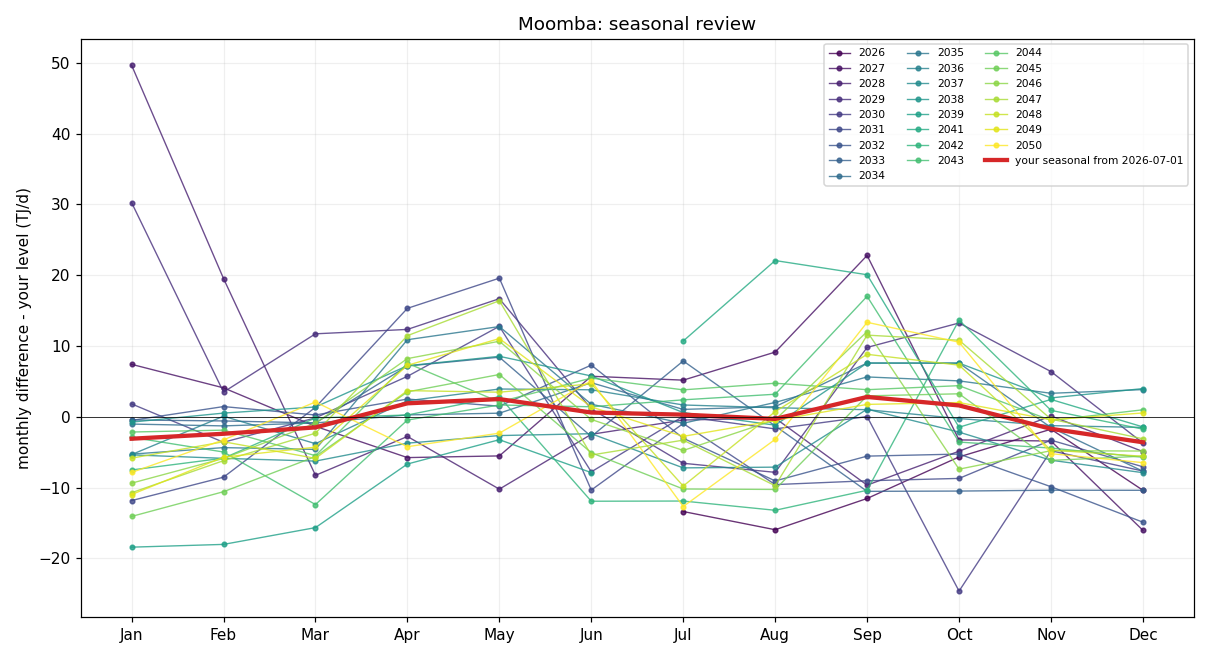 Moomba: seasonal review
monthly difference - your level (TJ/d)
50
40
30
20
10
0
−10
−20
Jan Feb Mar Apr May Jun Jul Aug Sep Oct Nov Dec
2026 2035 2044
2027 2036 2045
2028 2037 2046
2029 2038 2047
2030 2039 2048
2031 2041 2049
2032 2042 2050
2033 2043 your seasonal from 2026-07-01
2034